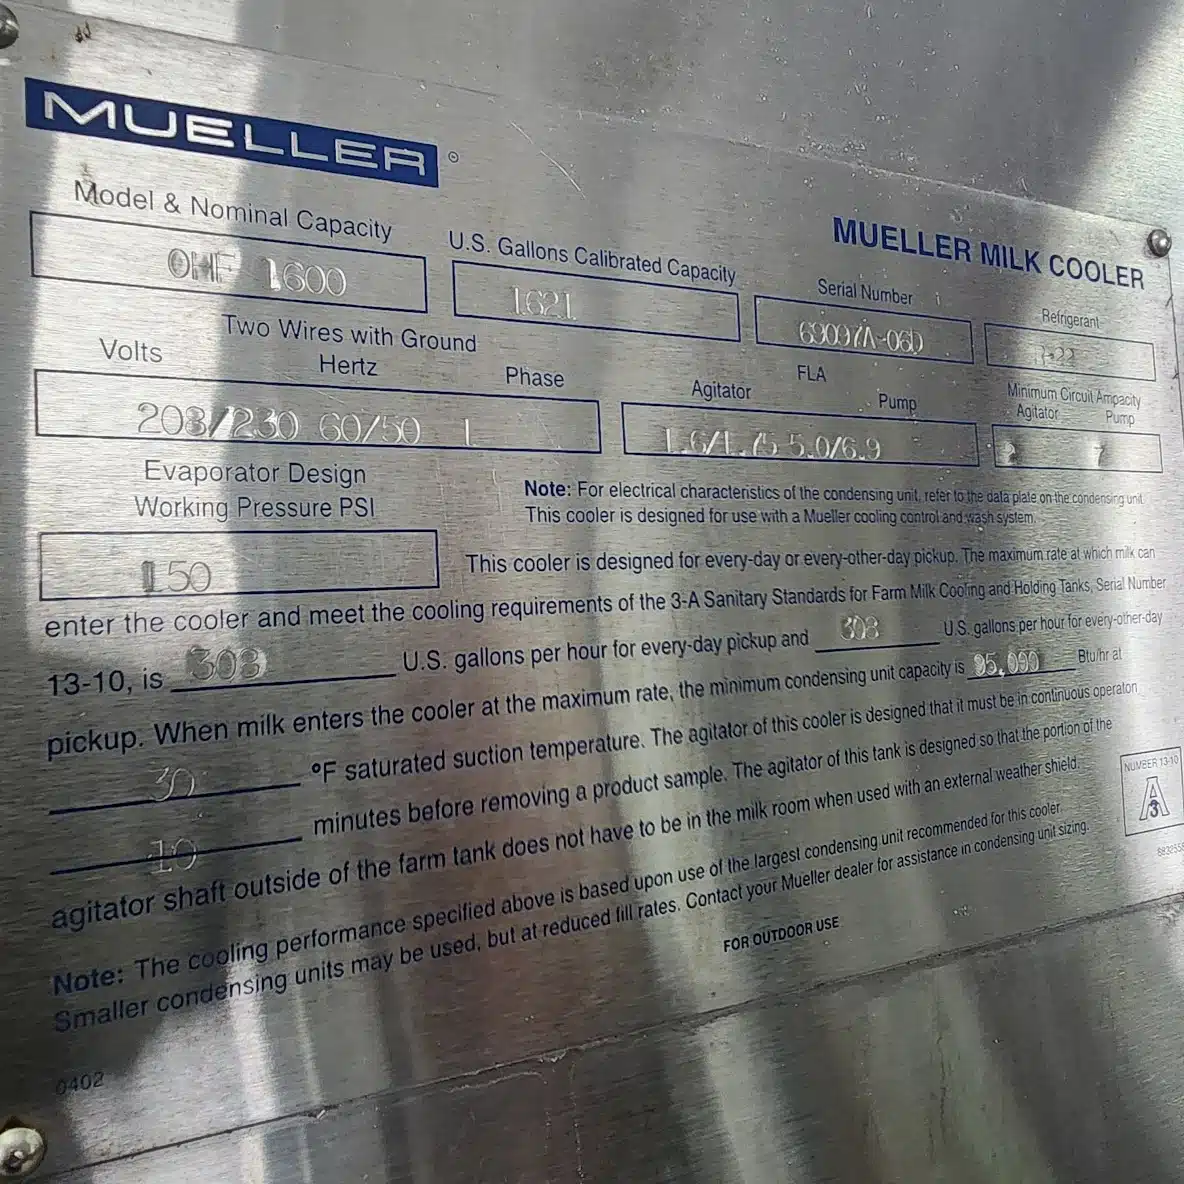 MUELLER®
MUELLER MILK COOLER
Model & Nominal Capacity
OHF 1600
U.S. Gallons Calibrated Capacity
1621
Serial Number
Refrigerant
Two Wires with Ground
Volts Hertz Phase
208/230 60/50 1
FLA
Agitator Pump
1.6/1.75 5.0/6.9
Minimum Circuit Ampacity
Agitator Pump
Evaporator Design
Working Pressure PSI
150
Note: For electrical characteristics of the condensing unit, refer to the data plate on the condensing unit.
This cooler is designed for use with a Mueller cooling control and wash system.
This cooler is designed for every-day or every-other-day pickup. The maximum rate at which milk can
enter the cooler and meet the cooling requirements of the 3-A Sanitary Standards for Farm Milk Cooling and Holding Tanks, Serial Number
13-10, is 308 U.S. gallons per hour for every-day pickup and 308 U.S. gallons per hour for every-other-day
pickup. When milk enters the cooler at the maximum rate, the minimum condensing unit capacity is Btu/hr at
30 °F saturated suction temperature. The agitator of this cooler is designed that it must be in continuous operaton
10 minutes before removing a product sample. The agitator of this tank is designed so that the portion of the
agitator shaft outside of the farm tank does not have to be in the milk room when used with an external weather shield.
Note: The cooling performance specified above is based upon use of the largest condensing unit recommended for this cooler.
Smaller condensing units may be used, but at reduced fill rates. Contact your Mueller dealer for assistance in condensing unit sizing.
FOR OUTDOOR USE
NUMBER 13-10
A
3
0402